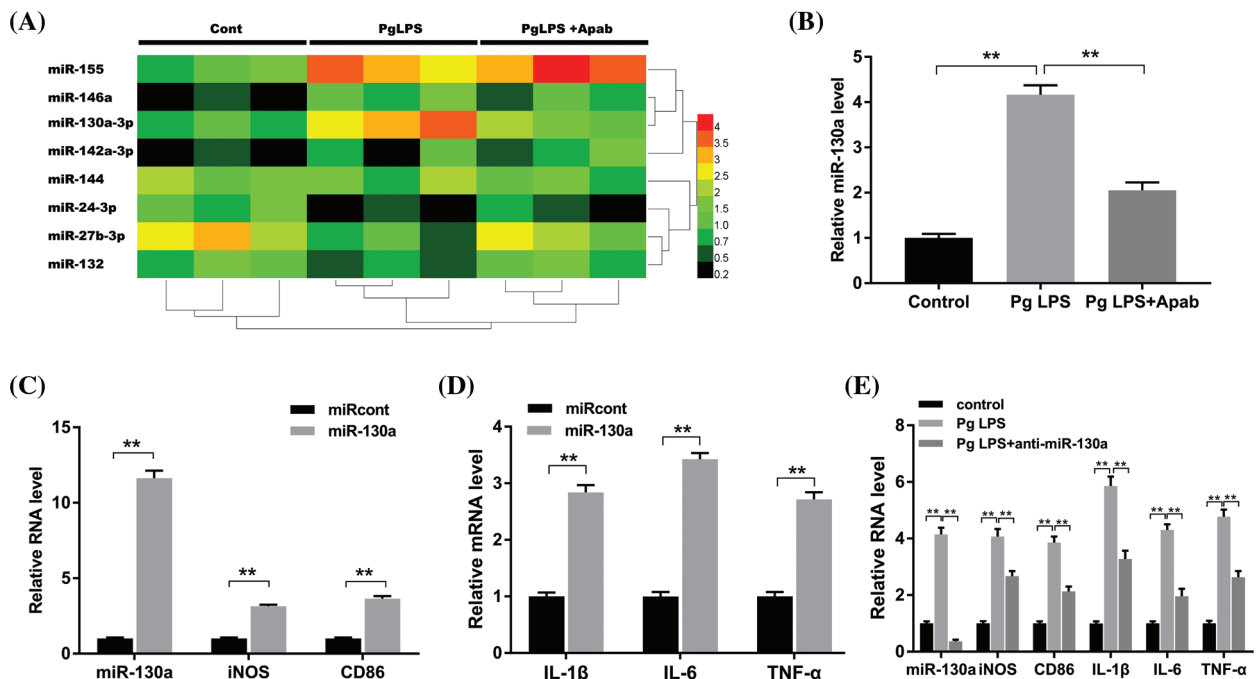 (A)
Cont PgLPS PgLPS +Apab
miR-155
miR-146a
miR-130a-3p
miR-142a-3p
miR-144
miR-24-3p
miR-27b-3p
miR-132
4
3.5
3
2.5
2
1.5
1.0
0.7
0.5
0.2
(B)
Relative miR-130a level
5
4
3
2
1
0
** **
Control Pg LPS Pg LPS+Apab
(C)
miRcont
miR-130a
Relative RNA level
15
10
5
0
** ** **
miR-130a iNOS CD86
(D)
miRcont
miR-130a
Relative mRNA level
4
3
2
1
0
** ** **
IL-1β IL-6 TNF-α
(E)
control
Pg LPS
Pg LPS+anti-miR-130a
Relative RNA level
8
6
4
2
0
** ** ** ** ** ** ** ** ** ** ** **
miR-130a iNOS CD86 IL-1β IL-6 TNF-α